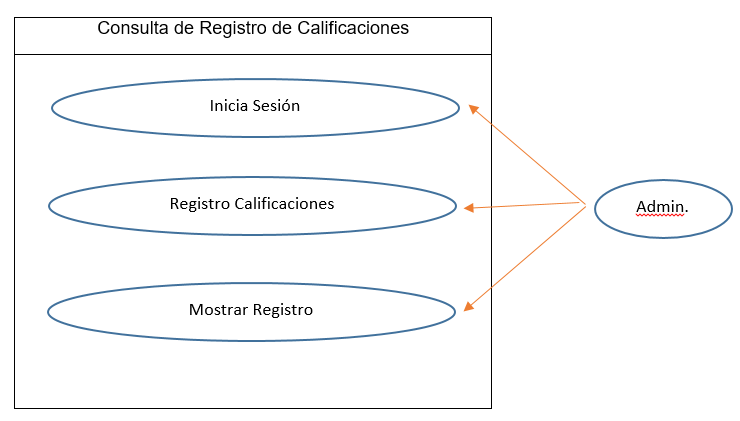 Consulta de Registro de Calificaciones
Inicia Sesión
Registro Calificaciones
Admin.
Mostrar Registro